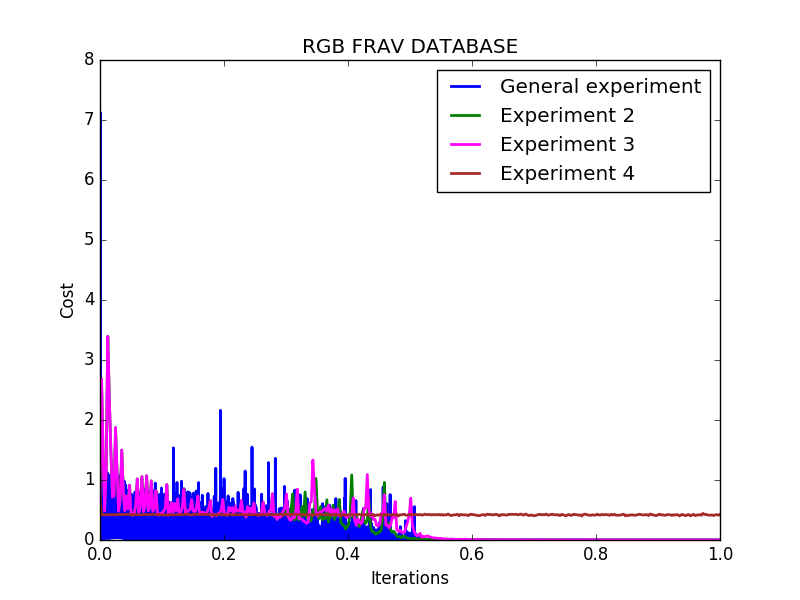 RGB FRAV DATABASE
8
7
6
5
4
3
2
1
0
Cost
General experiment
Experiment 2
Experiment 3
Experiment 4
0.0 0.2 0.4 0.6 0.8 1.0
Iterations